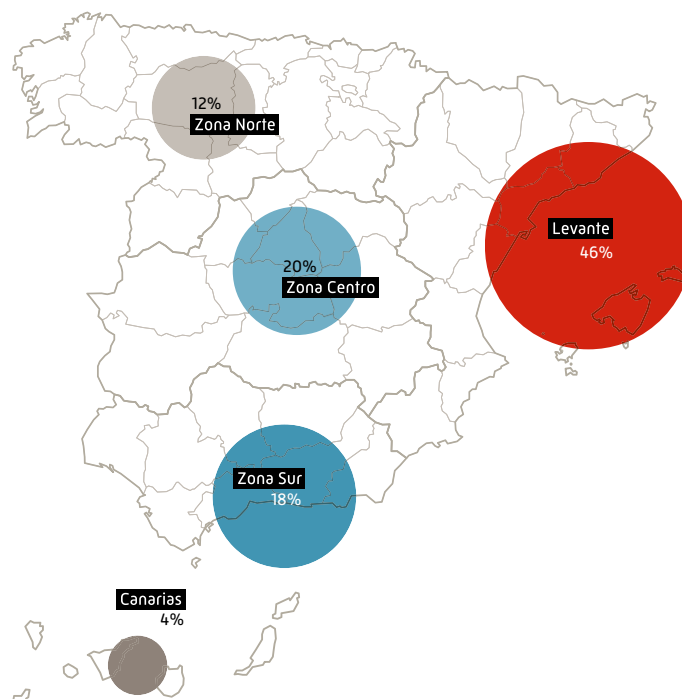 12%
Zona Norte
Levante
46%
20%
Zona Centro
Zona Sur
18%
Canarias
4%